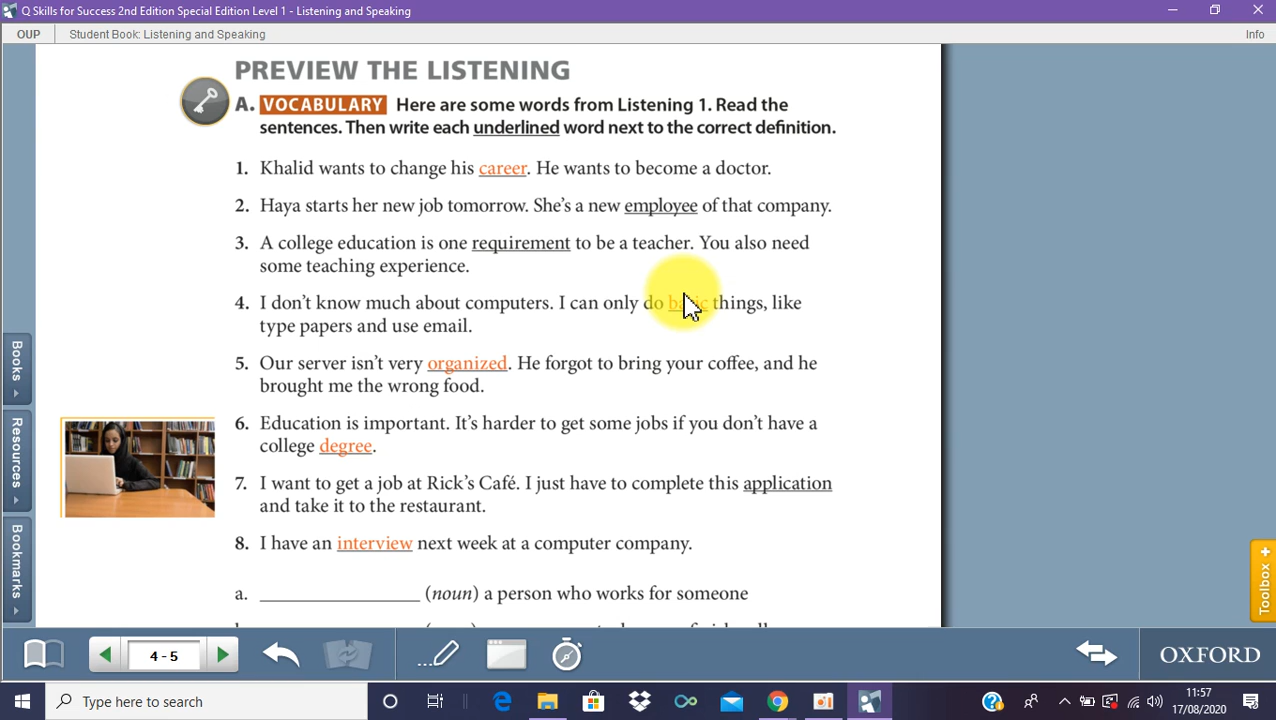 Q Skills for Success 2nd Edition Special Edition Level 1 - Listening and Speaking
OUP
Student Book: Listening and Speaking
Info
PREVIEW THE LISTENING
A. VOCABULARY Here are some words from Listening 1. Read the
sentences. Then write each underlined word next to the correct definition.
1. Khalid wants to change his career. He wants to become a doctor.
2. Haya starts her new job tomorrow. She's a new employee of that company.
3. A college education is one requirement to be a teacher. You also need
some teaching experience.
4. I don't know much about computers. I can only do basic things, like
type papers and use email.
5. Our server isn't very organized. He forgot to bring your coffee, and he
brought me the wrong food.
6. Education is important. It's harder to get some jobs if you don't have a
college degree.
7. I want to get a job at Rick's Café. I just have to complete this application
and take it to the restaurant.
8. I have an interview next week at a computer company.
a. ________________ (noun) a person who works for someone
Books
Resources
Bookmarks
Toolbox +
4 - 5
OXFORD
Type here to search
11:57
17/08/2020